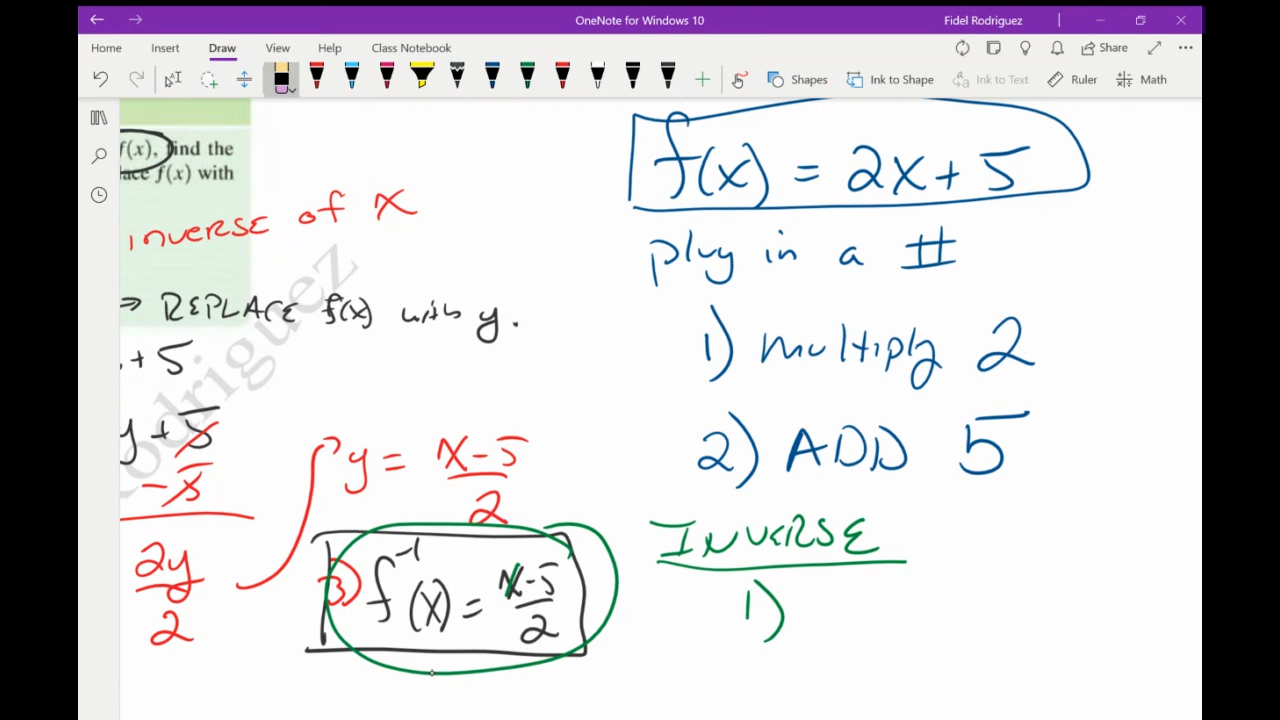 OneNote for Windows 10
Fidel Rodriguez
Home Insert Draw View Help Class Notebook
Share
Shapes Ink to Shape Ink to Text Ruler Math
f(x), find the
ace f(x) with
INVERSE of X
⇒ REPLACE f(x) with y.
+ 5
y + 5
- 5
2y
2
y = x-5
2
3) f⁻¹(x) = x-5
2
Rodriguez
f(x) = 2x + 5
plug in a #
1) multiply 2
2) ADD 5
INVERSE
1)